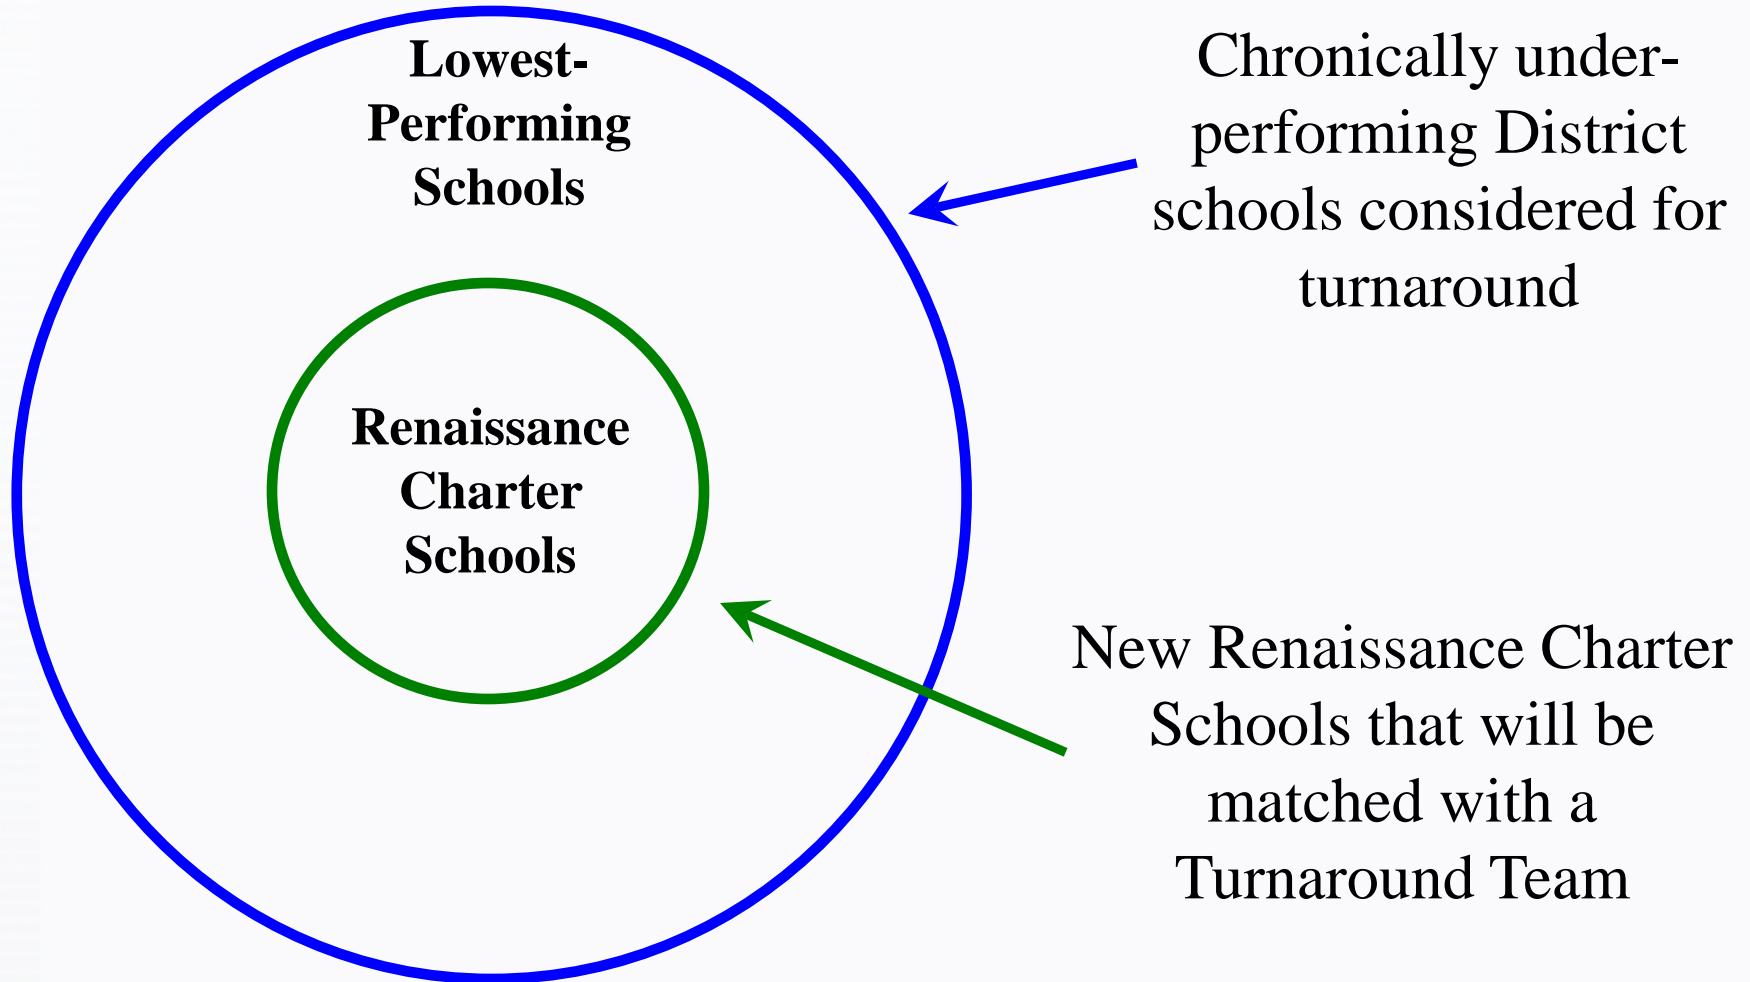 Lowest-
Performing
Schools
Chronically under-
performing District
schools considered for
turnaround
Renaissance
Charter
Schools
New Renaissance Charter
Schools that will be
matched with a
Turnaround Team